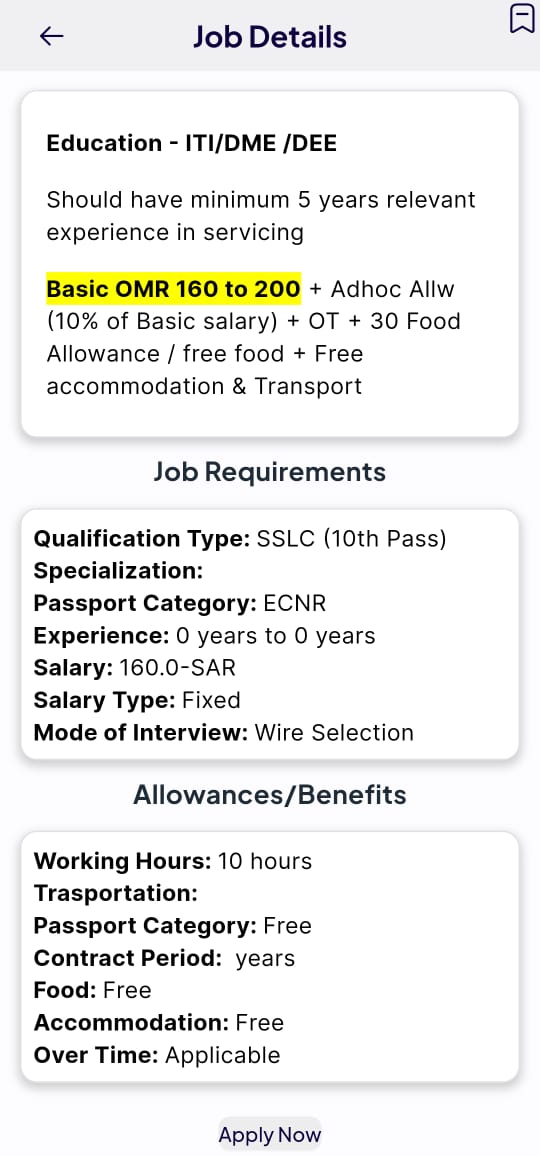 Job Details
Education - ITI/DME /DEE
Should have minimum 5 years relevant
experience in servicing
Basic OMR 160 to 200 + Adhoc Allw
(10% of Basic salary) + OT + 30 Food
Allowance / free food + Free
accommodation & Transport
Job Requirements
Qualification Type: SSLC (10th Pass)
Specialization:
Passport Category: ECNR
Experience: 0 years to 0 years
Salary: 160.0-SAR
Salary Type: Fixed
Mode of Interview: Wire Selection
Allowances/Benefits
Working Hours: 10 hours
Trasportation:
Passport Category: Free
Contract Period:  years
Food: Free
Accommodation: Free
Over Time: Applicable
Apply Now